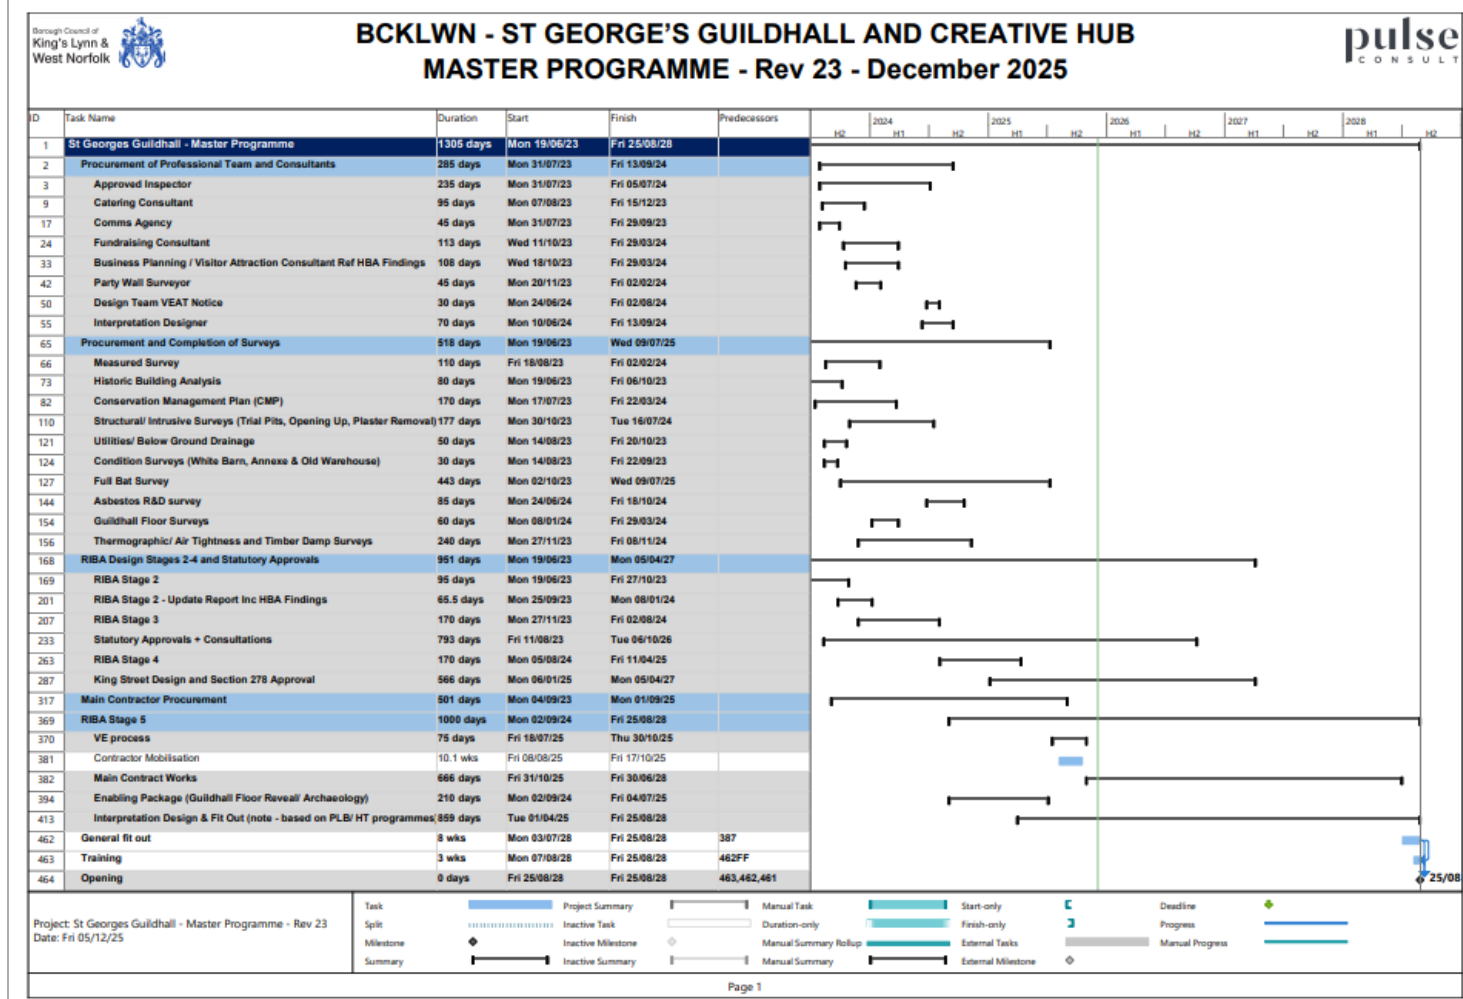 Borough Council of
King's Lynn &
West Norfolk
BCKLWN - ST GEORGE'S GUILDHALL AND CREATIVE HUB
MASTER PROGRAMME - Rev 23 - December 2025
pulse
CONSULT
ID Task Name Duration Start Finish Predecessors
2024 2025 2026 2027 2028
H2 H1 H2 H1 H2 H1 H2 H1 H2 H1 H2
1 St Georges Guildhall - Master Programme 1305 days Mon 19/06/23 Fri 25/08/28
2 Procurement of Professional Team and Consultants 285 days Mon 31/07/23 Fri 13/09/24
3 Approved Inspector 235 days Mon 31/07/23 Fri 05/07/24
9 Catering Consultant 95 days Mon 07/08/23 Fri 15/12/23
17 Comms Agency 45 days Mon 31/07/23 Fri 29/09/23
24 Fundraising Consultant 113 days Wed 11/10/23 Fri 29/03/24
33 Business Planning / Visitor Attraction Consultant Ref HBA Findings 108 days Wed 18/10/23 Fri 29/03/24
42 Party Wall Surveyor 45 days Mon 20/11/23 Fri 02/02/24
50 Design Team VEAT Notice 30 days Mon 24/06/24 Fri 02/08/24
55 Interpretation Designer 70 days Mon 10/06/24 Fri 13/09/24
65 Procurement and Completion of Surveys 518 days Mon 19/06/23 Wed 09/07/25
66 Measured Survey 110 days Fri 18/08/23 Fri 02/02/24
73 Historic Building Analysis 80 days Mon 19/06/23 Fri 06/10/23
82 Conservation Management Plan (CMP) 170 days Mon 17/07/23 Fri 22/03/24
110 Structural/ Intrusive Surveys (Trial Pits, Opening Up, Plaster Removal) 177 days Mon 30/10/23 Tue 16/07/24
121 Utilities/ Below Ground Drainage 50 days Mon 14/08/23 Fri 20/10/23
124 Condition Surveys (White Barn, Annexe & Old Warehouse) 30 days Mon 14/08/23 Fri 22/09/23
127 Full Bat Survey 443 days Mon 02/10/23 Wed 09/07/25
144 Asbestos R&D survey 85 days Mon 24/06/24 Fri 18/10/24
154 Guildhall Floor Surveys 60 days Mon 08/01/24 Fri 29/03/24
156 Thermographic/ Air Tightness and Timber Damp Surveys 240 days Mon 27/11/23 Fri 08/11/24
168 RIBA Design Stages 2-4 and Statutory Approvals 951 days Mon 19/06/23 Mon 05/04/27
169 RIBA Stage 2 95 days Mon 19/06/23 Fri 27/10/23
201 RIBA Stage 2 - Update Report Inc HBA Findings 65.5 days Mon 25/09/23 Mon 08/01/24
207 RIBA Stage 3 170 days Mon 27/11/23 Fri 02/08/24
233 Statutory Approvals + Consultations 793 days Fri 11/08/23 Tue 06/10/26
263 RIBA Stage 4 170 days Mon 05/08/24 Fri 11/04/25
287 King Street Design and Section 278 Approval 566 days Mon 06/01/25 Mon 05/04/27
317 Main Contractor Procurement 501 days Mon 04/09/23 Mon 01/09/25
369 RIBA Stage 5 1000 days Mon 02/09/24 Fri 25/08/28
370 VE process 75 days Fri 18/07/25 Thu 30/10/25
381 Contractor Mobilisation 10.1 wks Fri 08/08/25 Fri 17/10/25
382 Main Contract Works 666 days Fri 31/10/25 Fri 30/06/28
394 Enabling Package (Guildhall Floor Reveal/ Archaeology) 210 days Mon 02/09/24 Fri 04/07/25
413 Interpretation Design & Fit Out (note - based on PLB/ HT programmes 859 days Tue 01/04/25 Fri 25/08/28
462 General fit out 8 wks Mon 03/07/28 Fri 25/08/28 387
463 Training 3 wks Mon 07/08/28 Fri 25/08/28 462FF
464 Opening 0 days Fri 25/08/28 Fri 25/08/28 463,462,461 25/08
Project: St Georges Guildhall - Master Programme - Rev 23
Date: Fri 05/12/25
Task Project Summary Manual Task Start-only Deadline
Split Inactive Task Duration-only Finish-only Progress
Milestone Inactive Milestone Manual Summary Rollup External Tasks Manual Progress
Summary Inactive Summary Manual Summary External Milestone
Page 1